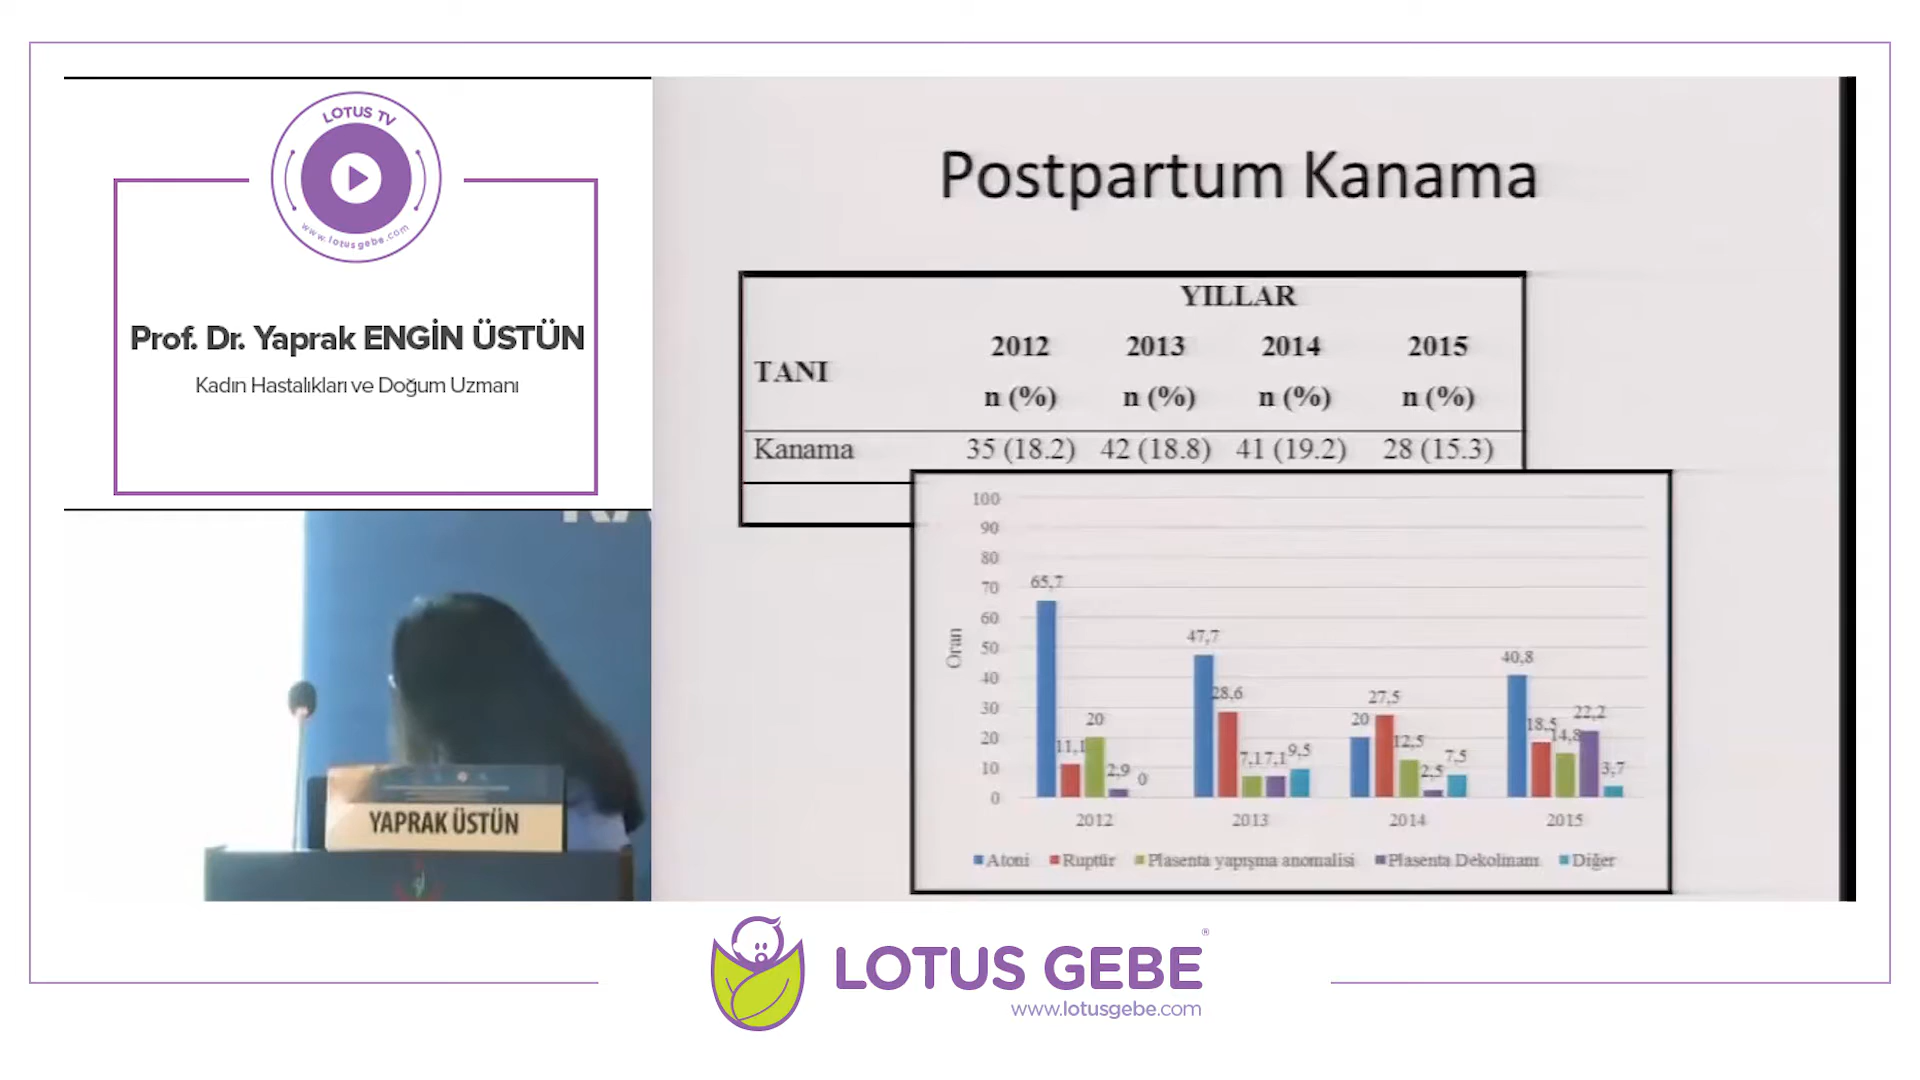 LOTUS TV
www.lotusgebe.com
Prof. Dr. Yaprak ENGİN ÜSTÜN
Kadın Hastalıkları ve Doğum Uzmanı
YAPRAK ÜSTÜN
Postpartum Kanama
YILLAR
TANI
2012 2013 2014 2015
n (%) n (%) n (%) n (%)
Kanama 35 (18.2) 42 (18.8) 41 (19.2) 28 (15.3)
Oran
100
90
80
70
60
50
40
30
20
10
0
65,7 11,1 20 2,9 0
47,7 28,6 7,1 7,1 9,5
20 27,5 12,5 2,5 7,5
40,8 18,5 14,8 22,2 3,7
2012 2013 2014 2015
Atoni Ruptür Plasenta yapışma anomalisi Plasenta Dekolmanı Diğer
LOTUS GEBE®
www.lotusgebe.com